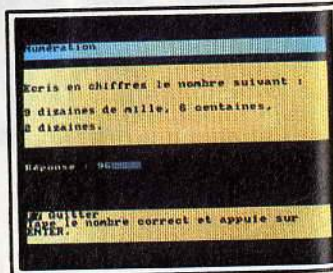 Numération
Ecris en chiffres le nombre suivant :
9 dizaines de mille, 6 centaines,
2 dizaines.
Réponse : 96
Quitter
Tape le nombre correct et appuie sur
ENTER.